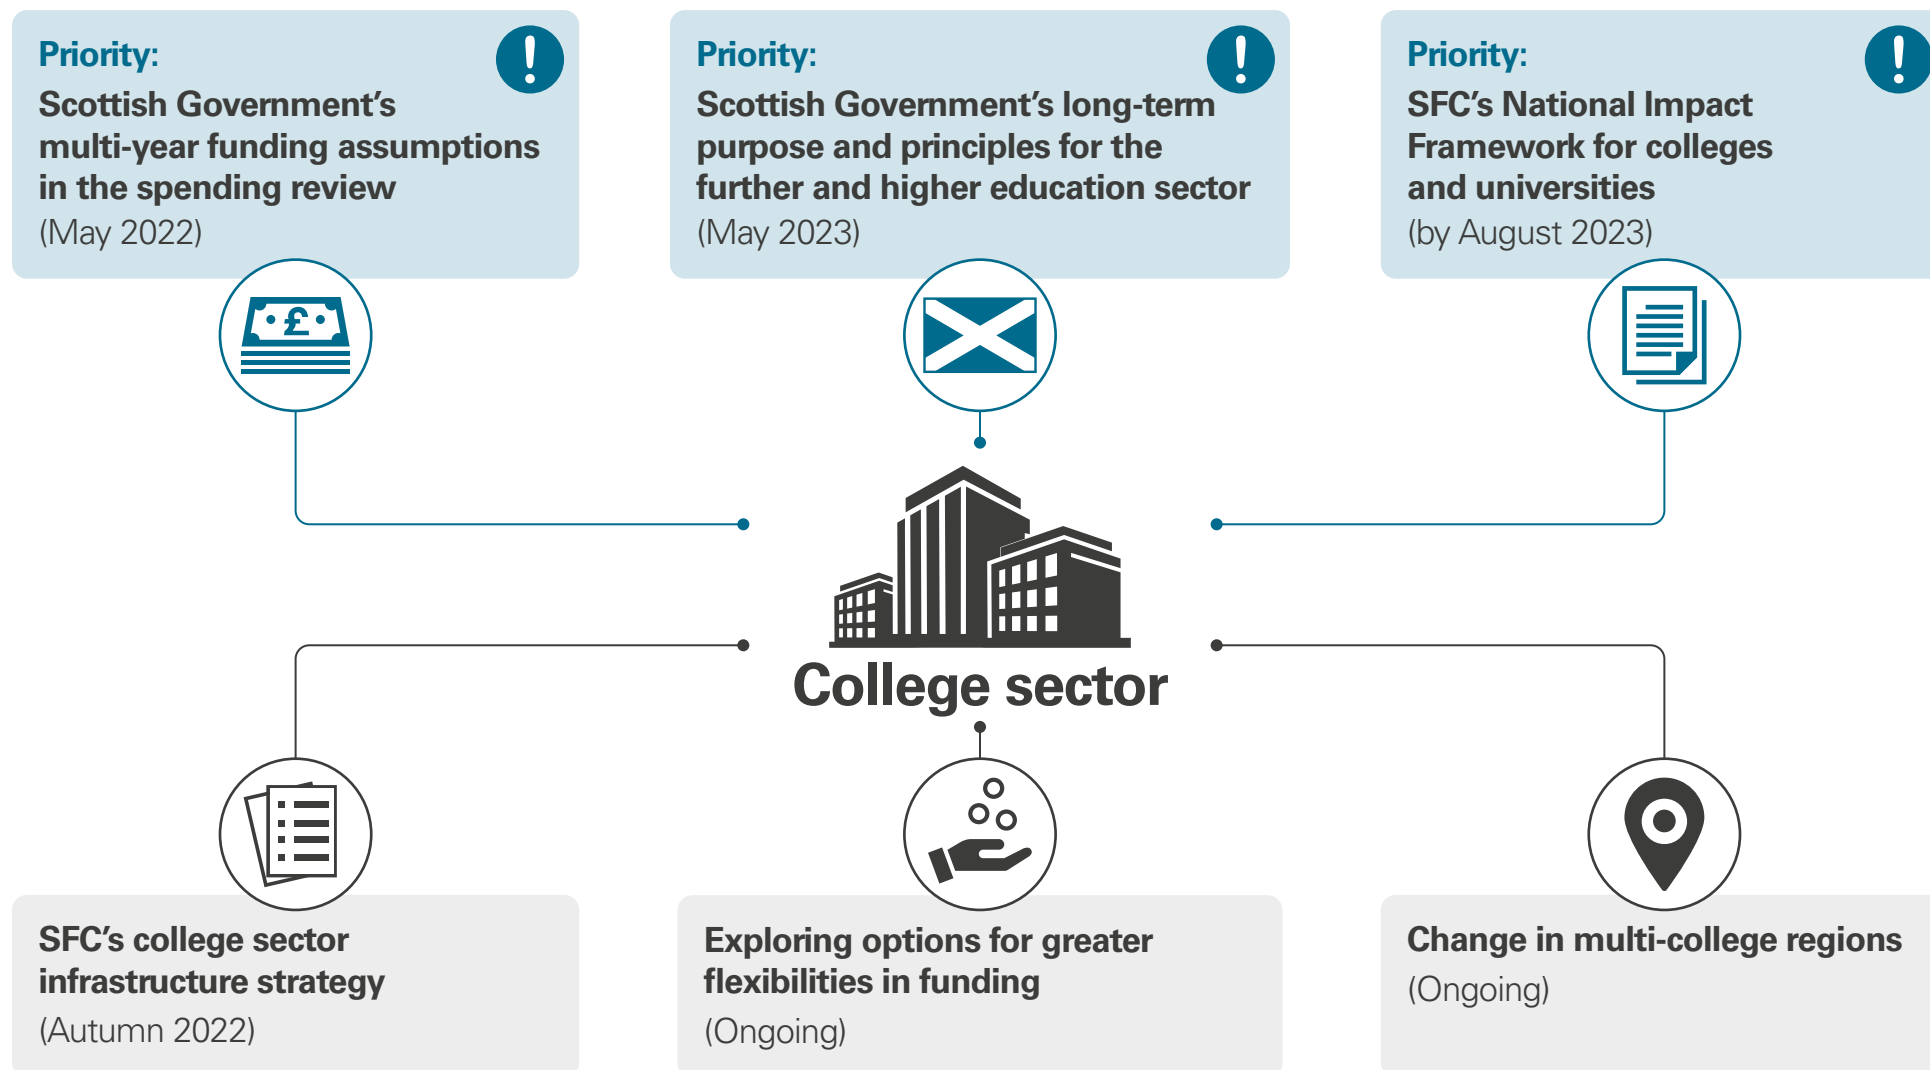 Priority:
Scottish Government’s
multi-year funding assumptions
in the spending review
(May 2022)
Priority:
Scottish Government’s long-term
purpose and principles for the
further and higher education sector
(May 2023)
Priority:
SFC’s National Impact
Framework for colleges
and universities
(by August 2023)
£
College sector
SFC’s college sector
infrastructure strategy
(Autumn 2022)
Exploring options for greater
flexibilities in funding
(Ongoing)
Change in multi-college regions
(Ongoing)